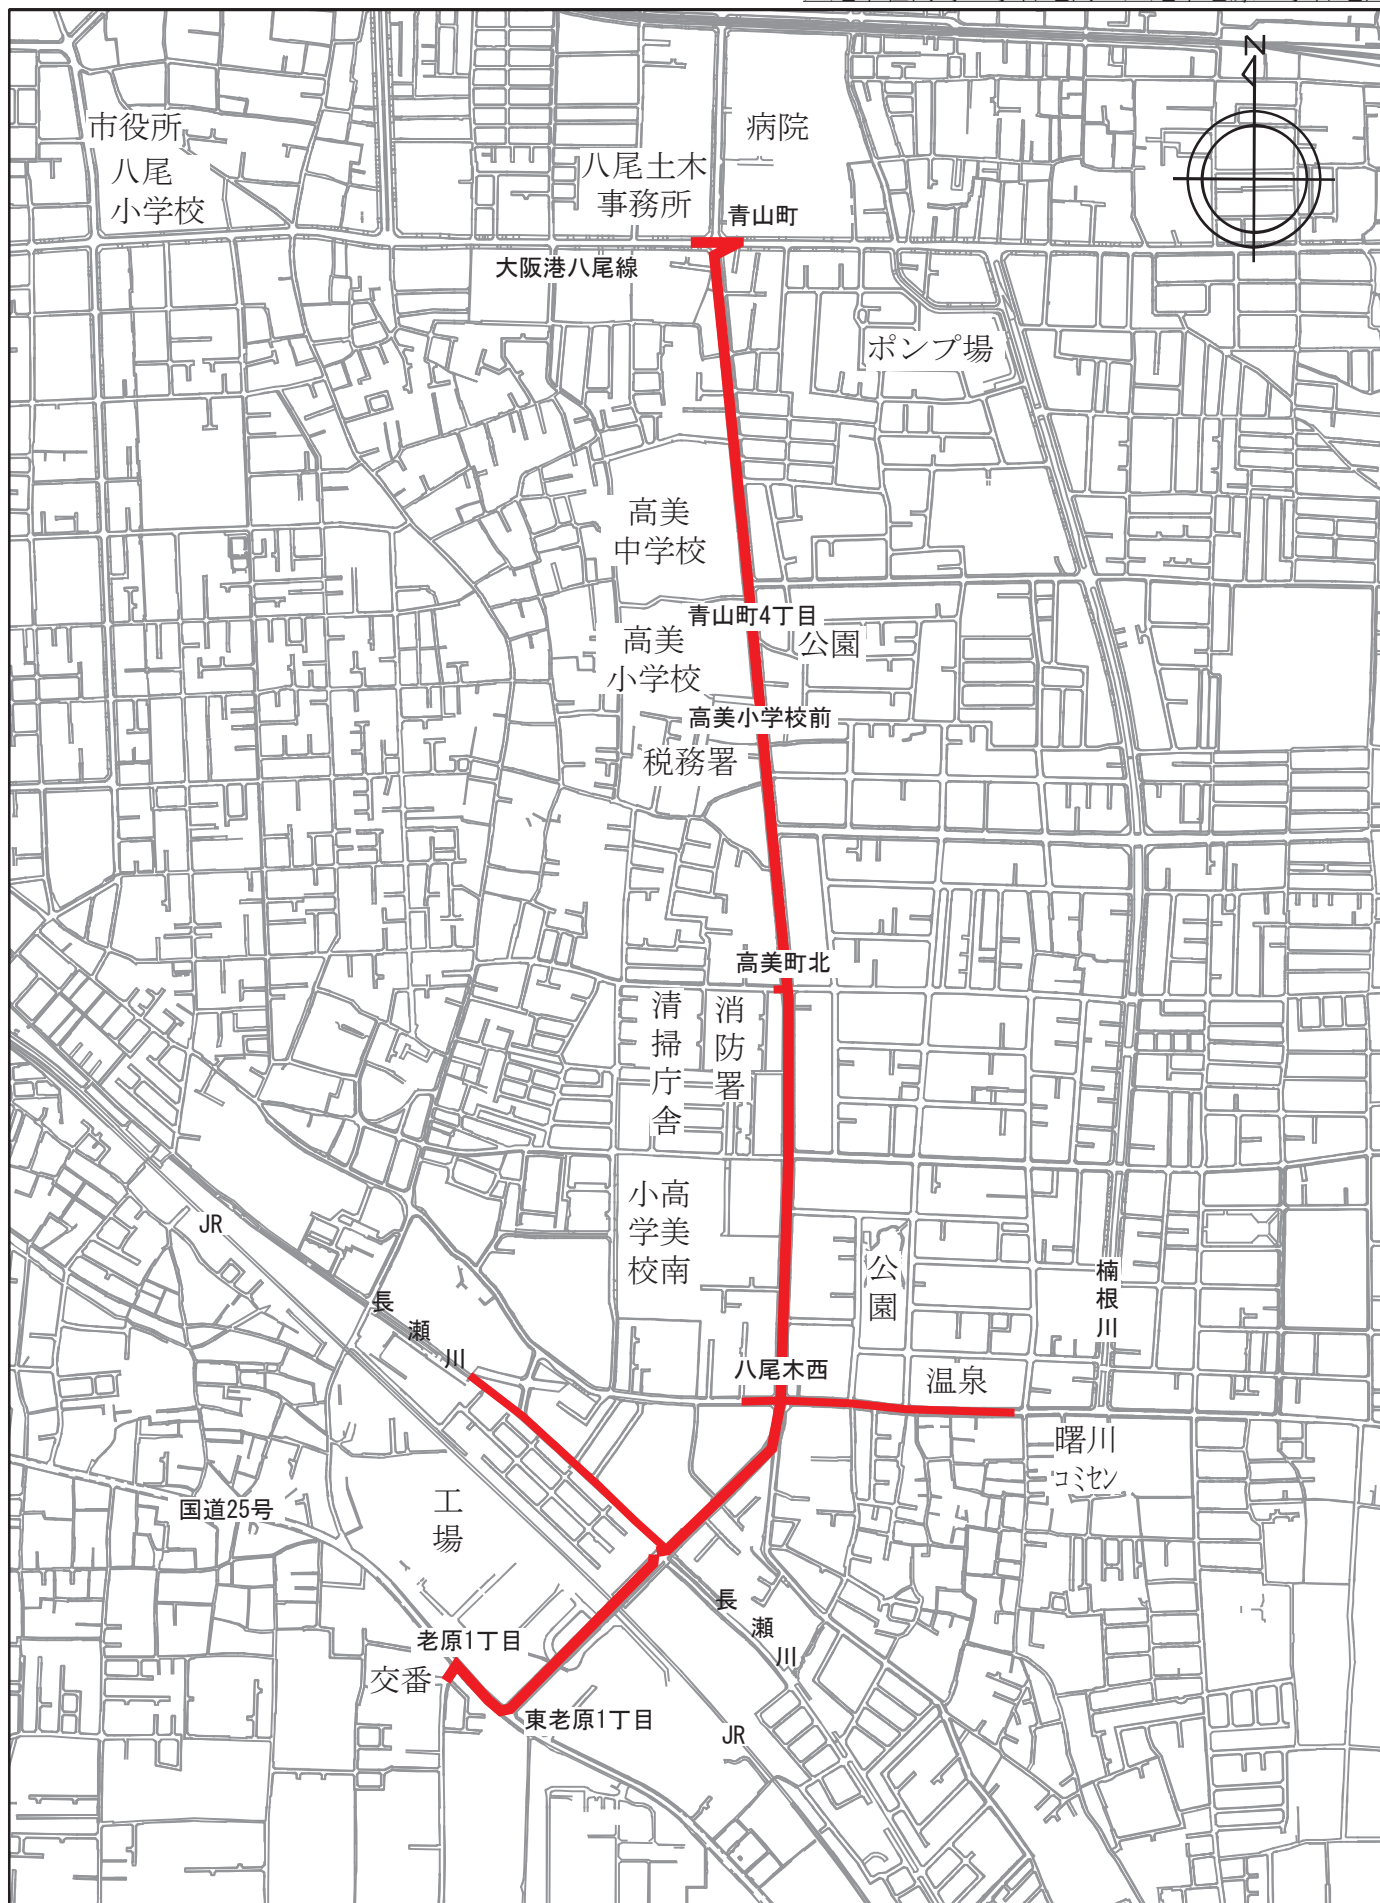 N
市役所
八尾
小学校
八尾土木
事務所
病院
青山町
大阪港八尾線
ポンプ場
高美
中学校
青山町4丁目
高美
小学校
公園
高美小学校前
税務署
高美町北
清掃庁舎
消防署
高美南
小学校
JR
公園
楠根川
長瀬川
八尾木西
温泉
曙川
コミセン
国道25号
工場
長瀬川
老原1丁目
交番
東老原1丁目
JR